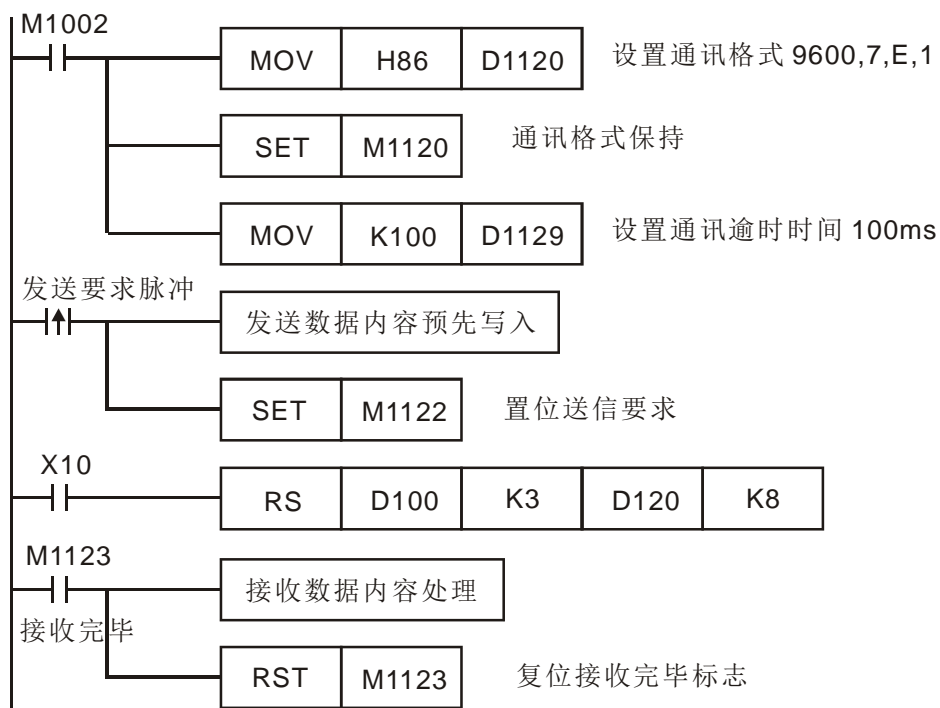 M1002
MOV H86 D1120 设置通讯格式 9600,7,E,1
SET M1120 通讯格式保持
MOV K100 D1129 设置通讯逾时时间 100ms
发送要求脉冲
发送数据内容预先写入
SET M1122 置位送信要求
X10
RS D100 K3 D120 K8
M1123
接收数据内容处理
接收完毕
RST M1123 复位接收完毕标志